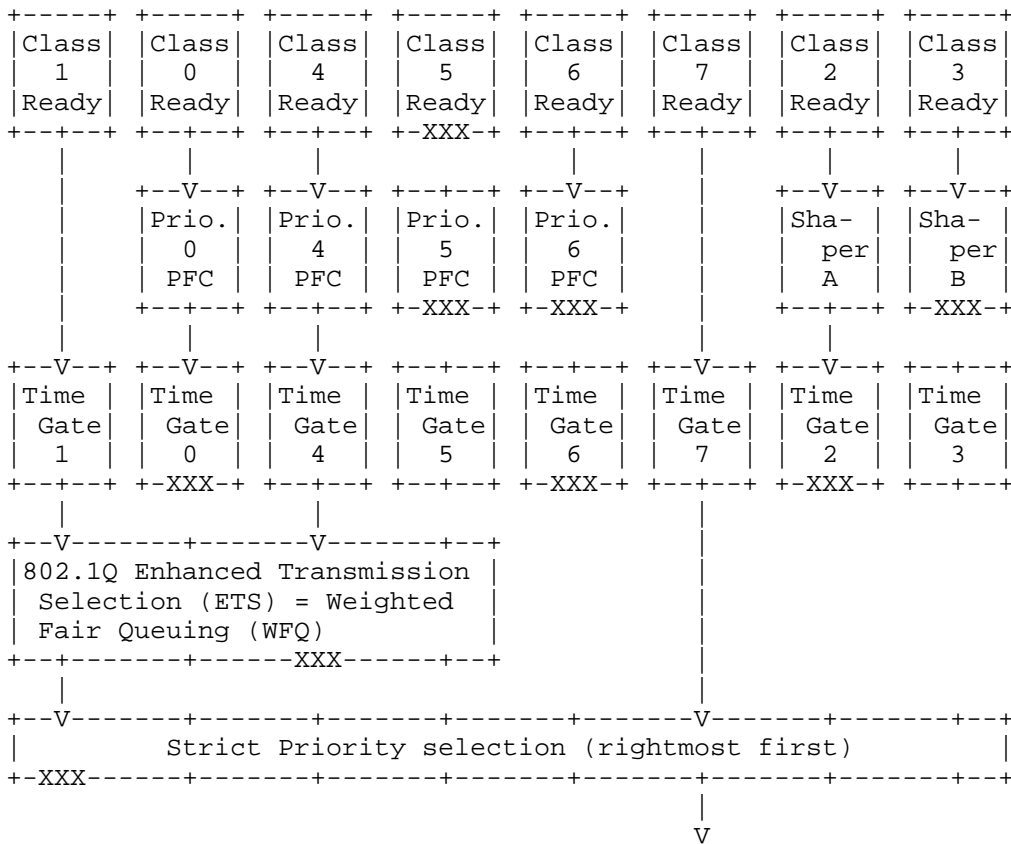 +-----+ +-----+ +-----+ +-----+ +-----+ +-----+ +-----+ +-----+
|Class| |Class| |Class| |Class| |Class| |Class| |Class| |Class|
|  1  | |  0  | |  4  | |  5  | |  6  | |  7  | |  2  | |  3  |
|Ready| |Ready| |Ready| |Ready| |Ready| |Ready| |Ready| |Ready|
+--+--+ +--+--+ +--+--+ +-XXX-+ +--+--+ +--+--+ +--+--+ +--+--+
   |       |       |               |       |       |       |
   |    +--V--+ +--V--+ +--+--+ +--V--+    |    +--V--+ +--V--+
   |    |Prio.| |Prio.| |Prio.| |Prio.|    |    |Sha- | |Sha- |
   |    |  0  | |  4  | |  5  | |  6  |    |    |  per| |  per|
   |    | PFC | | PFC | | PFC | | PFC |    |    |  A  | |  B  |
   |    +--+--+ +--+--+ +-XXX-+ +-XXX-+    |    +--+--+ +-XXX-+
   |       |       |                       |       |
+--V--+ +--V--+ +--V--+ +--+--+ +--+--+ +--V--+ +--V--+ +--+--+
|Time | |Time | |Time | |Time | |Time | |Time | |Time | |Time |
| Gate| | Gate| | Gate| | Gate| | Gate| | Gate| | Gate| | Gate|
|  1  | |  0  | |  4  | |  5  | |  6  | |  7  | |  2  | |  3  |
+--+--+ +-XXX-+ +--+--+ +--+--+ +-XXX-+ +--+--+ +-XXX-+ +--+--+
   |               |                       |
+--V-------+-------V-------+--+            |
|802.1Q Enhanced Transmission |            |
| Selection (ETS) = Weighted  |            |
| Fair Queuing (WFQ)          |            |
+--+-------+------XXX------+--+            |
   |                                       |
+--V-------+-------+-------+-------+-------V-------+-------+--+
|         Strict Priority selection (rightmost first)         |
+-XXX------+-------+-------+-------+-------+-------+-------+--+
                                           |
                                           V